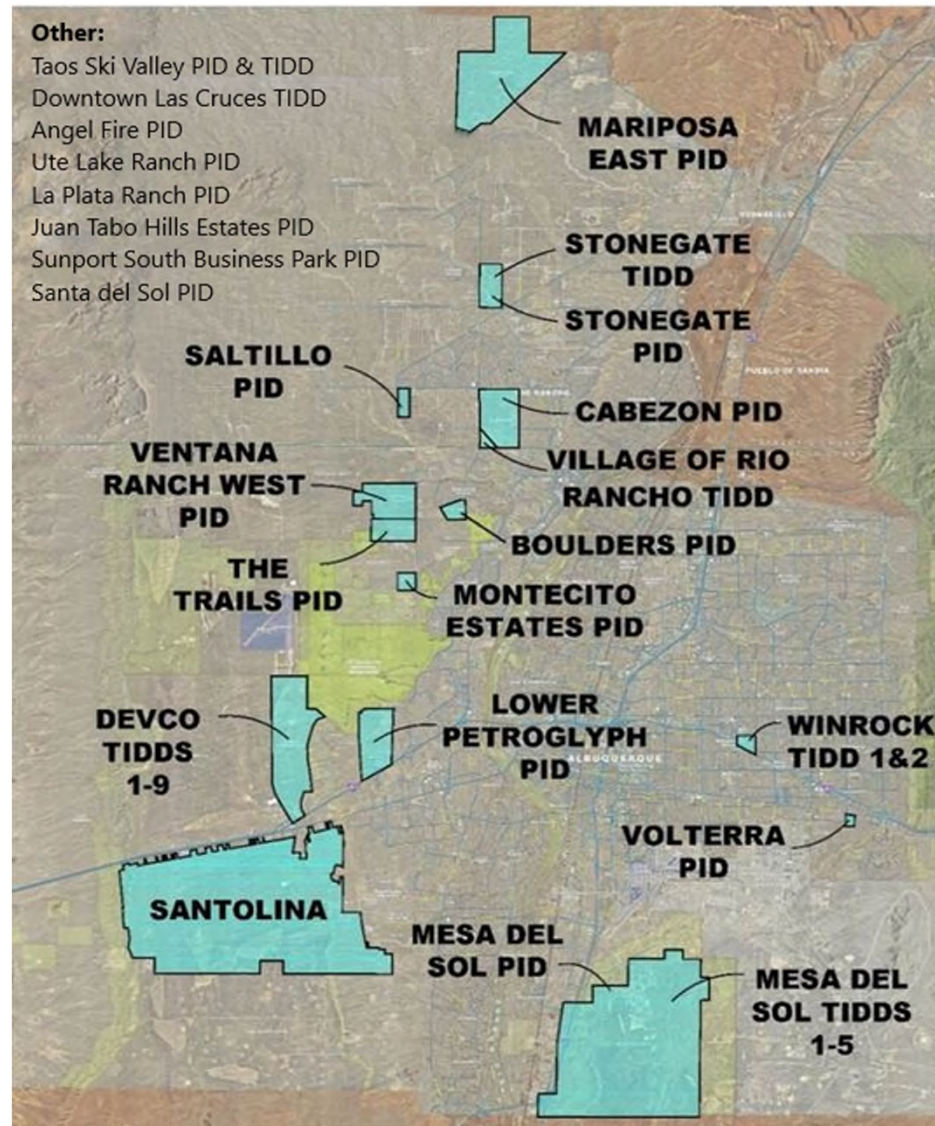 Other:
Taos Ski Valley PID & TIDD
Downtown Las Cruces TIDD
Angel Fire PID
Ute Lake Ranch PID
La Plata Ranch PID
Juan Tabo Hills Estates PID
Sunport South Business Park PID
Santa del Sol PID
MARIPOSA
EAST PID
STONEGATE
TIDD
STONEGATE
PID
SALTILLO
PID
PUEBLO OF SANDIA
CABEZON PID
VENTANA
RANCH WEST
PID
VILLAGE OF RIO
RANCHO TIDD
BOULDERS PID
THE
TRAILS PID
MONTECITO
ESTATES PID
DEVCO
TIDDS
1-9
LOWER
PETROGLYPH
PID
WINROCK
TIDD 1&2
ALBUQUERQUE
VOLTERRA
PID
SANTOLINA
MESA DEL
SOL PID
MESA DEL
SOL TIDDS
1-5